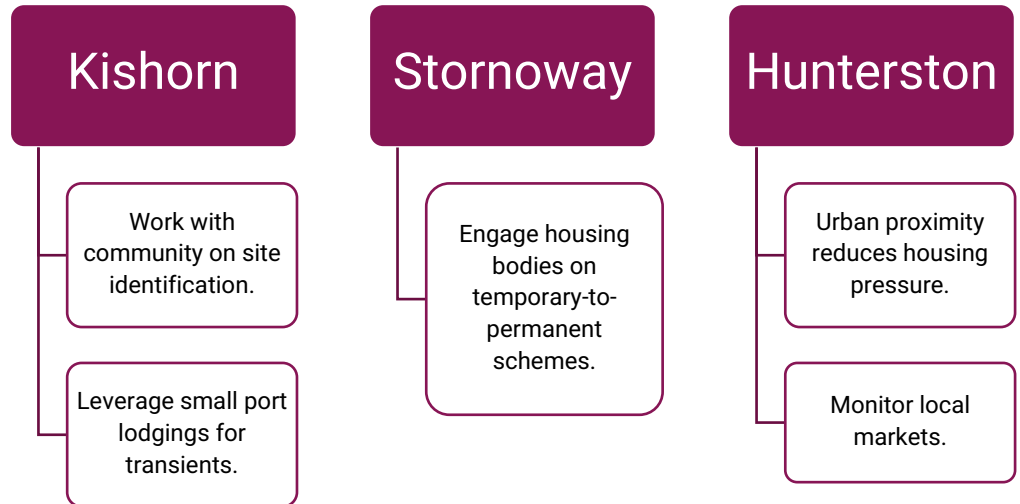 Kishorn
Work with
community on site
identification.
Leverage small port
lodgings for
transients.
Stornoway
Engage housing
bodies on
temporary-to-
permanent
schemes.
Hunterston
Urban proximity
reduces housing
pressure.
Monitor local
markets.